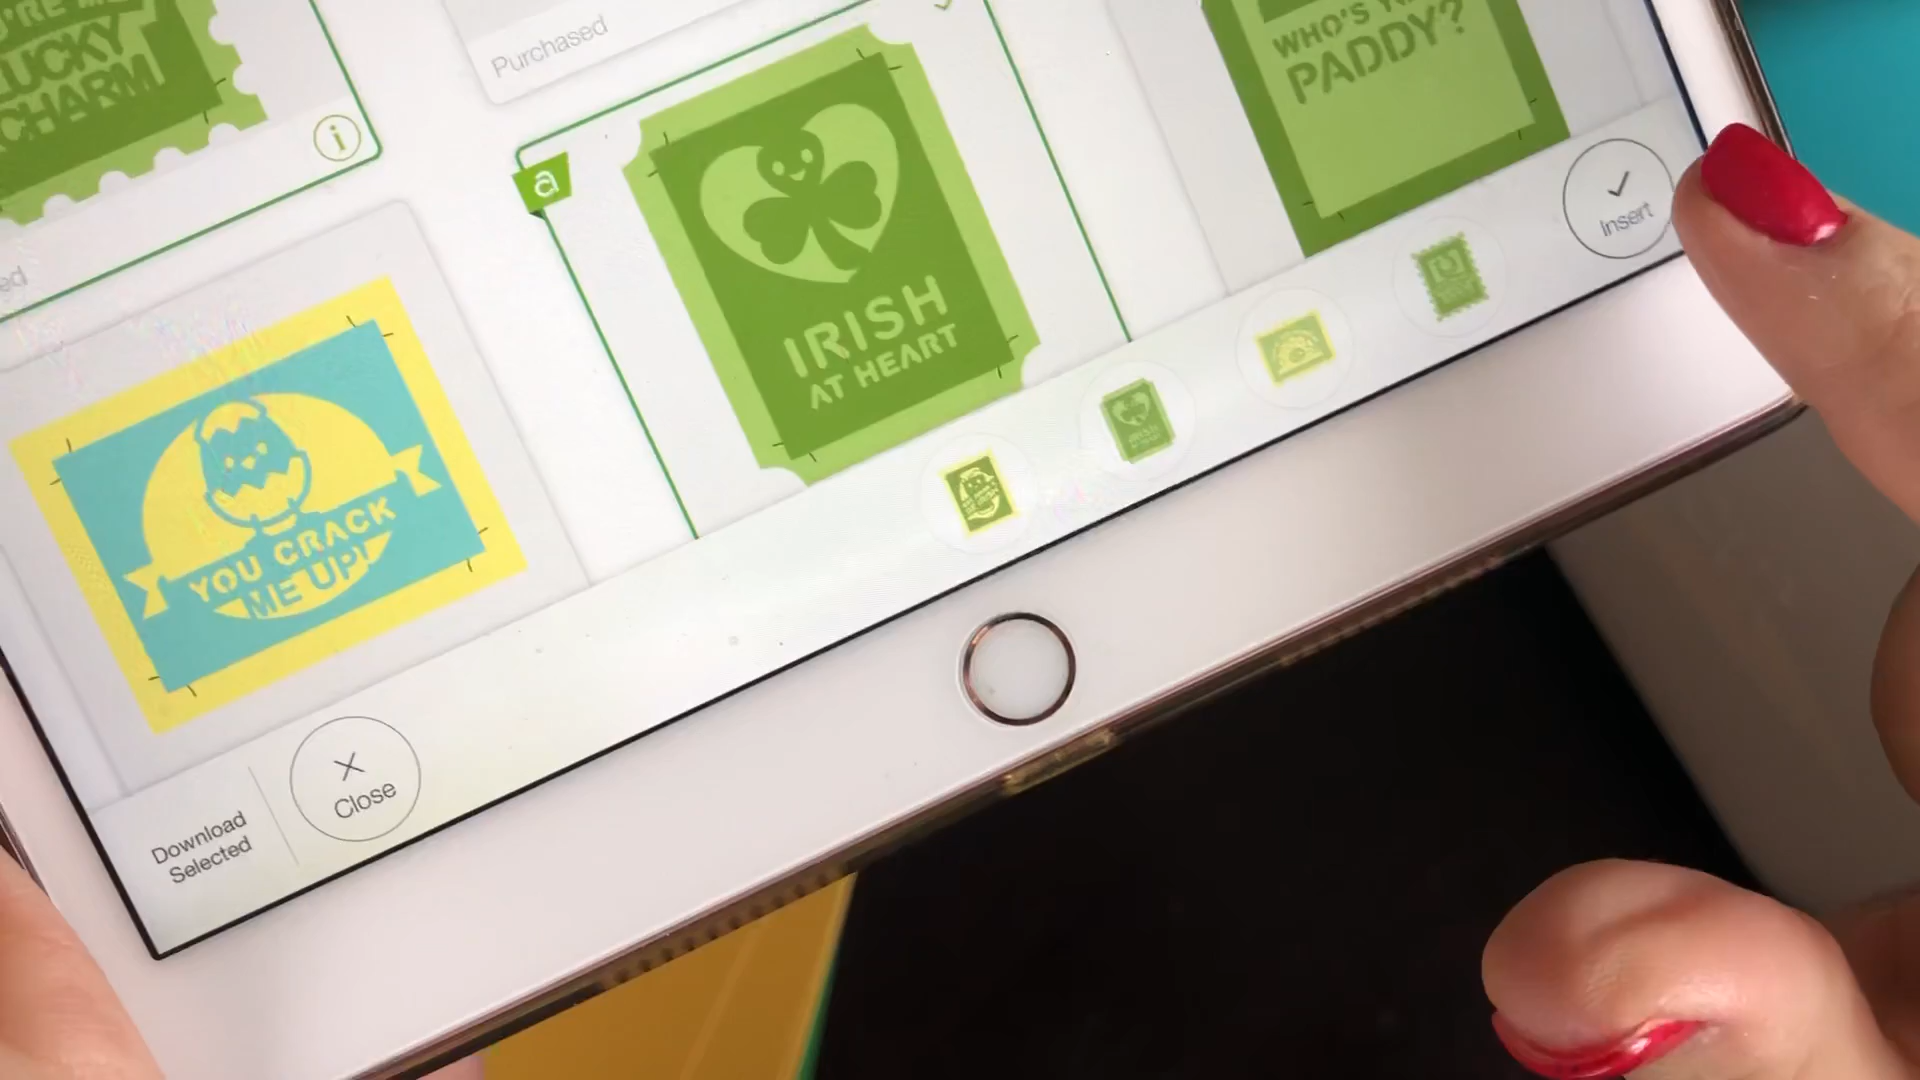 LUCKY
CHARM
Purchased
WHO'S
PADDY?
a
i
IRISH
AT HEART
YOU CRACK
ME UP!
Insert
Close
Download
Selected